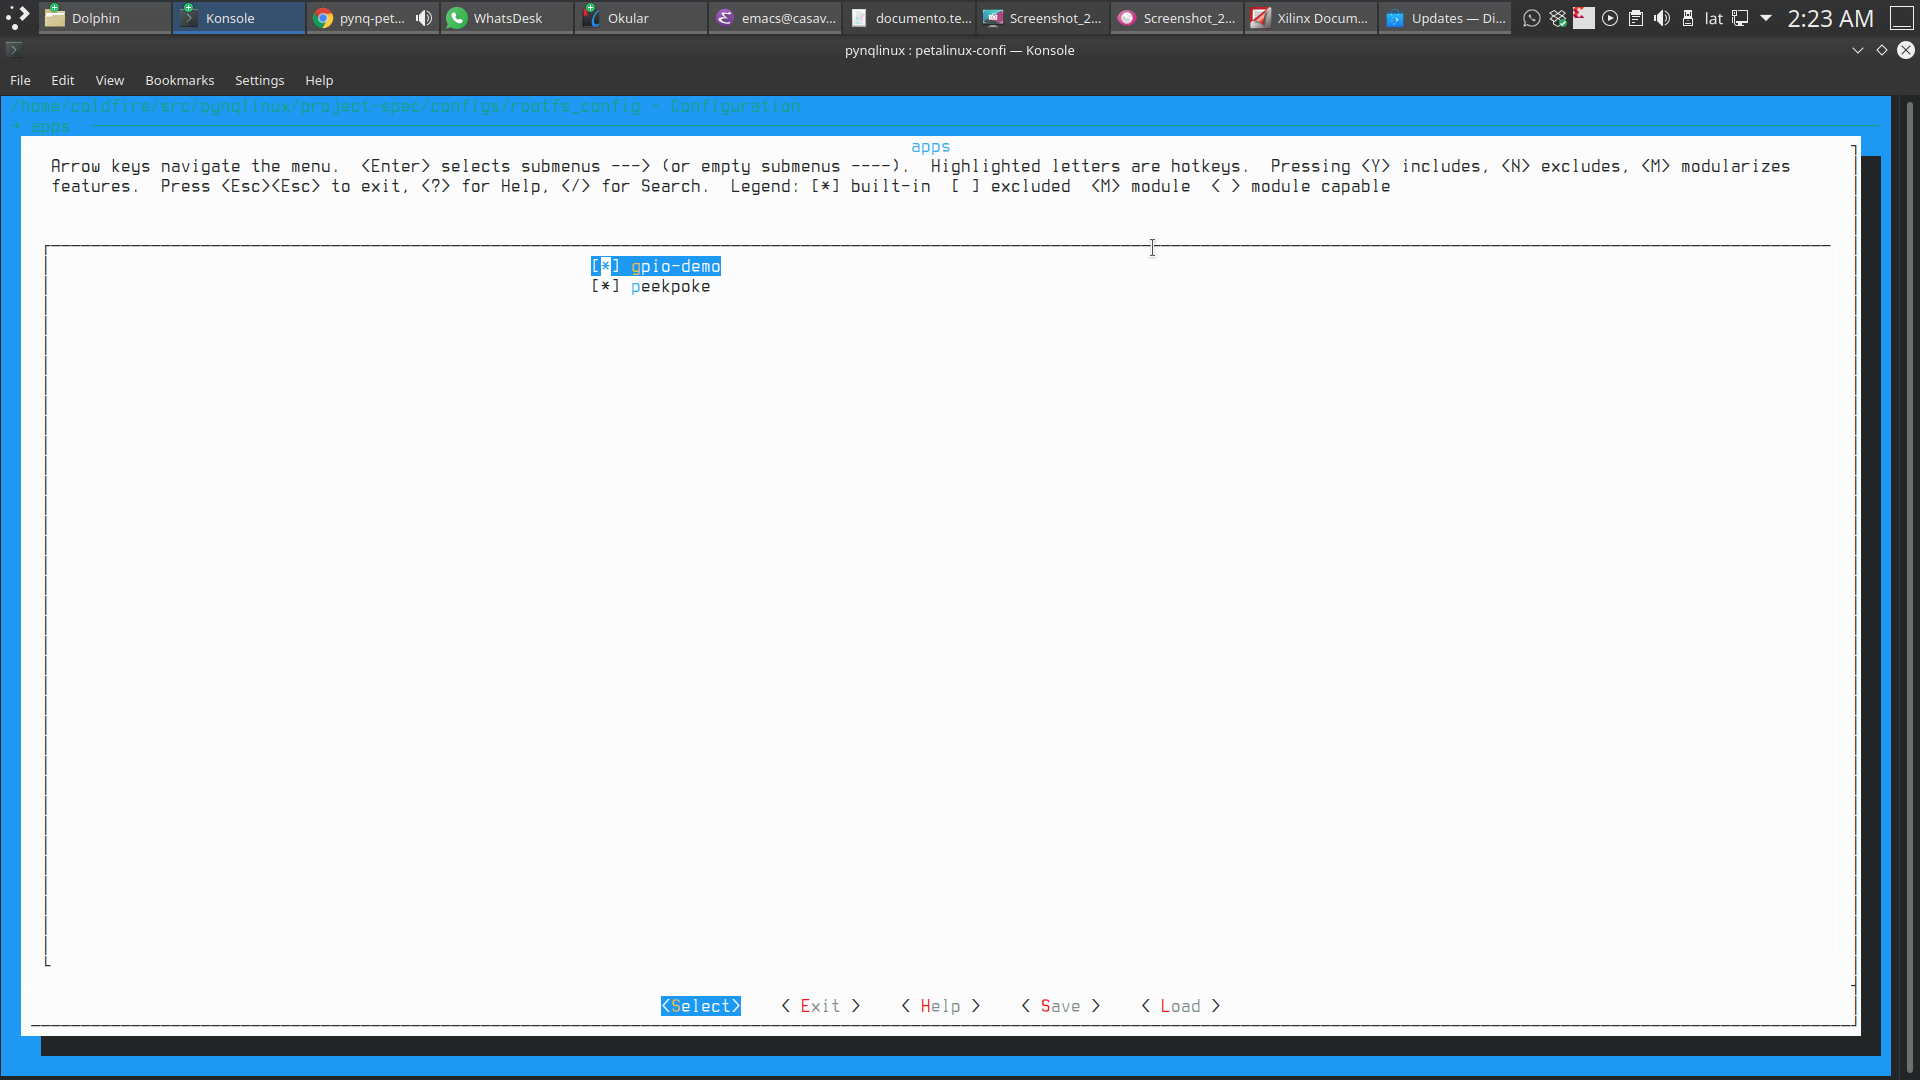 Dolphin Konsole pynq-pet... WhatsDesk Okular emacs@casav... documento.te... Screenshot_2... Screenshot_2... Xilinx Docum... Updates — Di... lat 2:23 AM
pynqlinux : petalinux-confi — Konsole
File Edit View Bookmarks Settings Help
/home/coldfire/src/pynqlinux/project-spec/configs/rootfs_config - Configuration
→ apps
apps
Arrow keys navigate the menu.  <Enter> selects submenus ---> (or empty submenus ----).  Highlighted letters are hotkeys.  Pressing <Y> includes, <N> excludes, <M> modularizes
features.  Press <Esc><Esc> to exit, <?> for Help, </> for Search.  Legend: [*] built-in  [ ] excluded  <M> module  < > module capable
[*] gpio-demo
[*] peekpoke
<Select> < Exit > < Help > < Save > < Load >